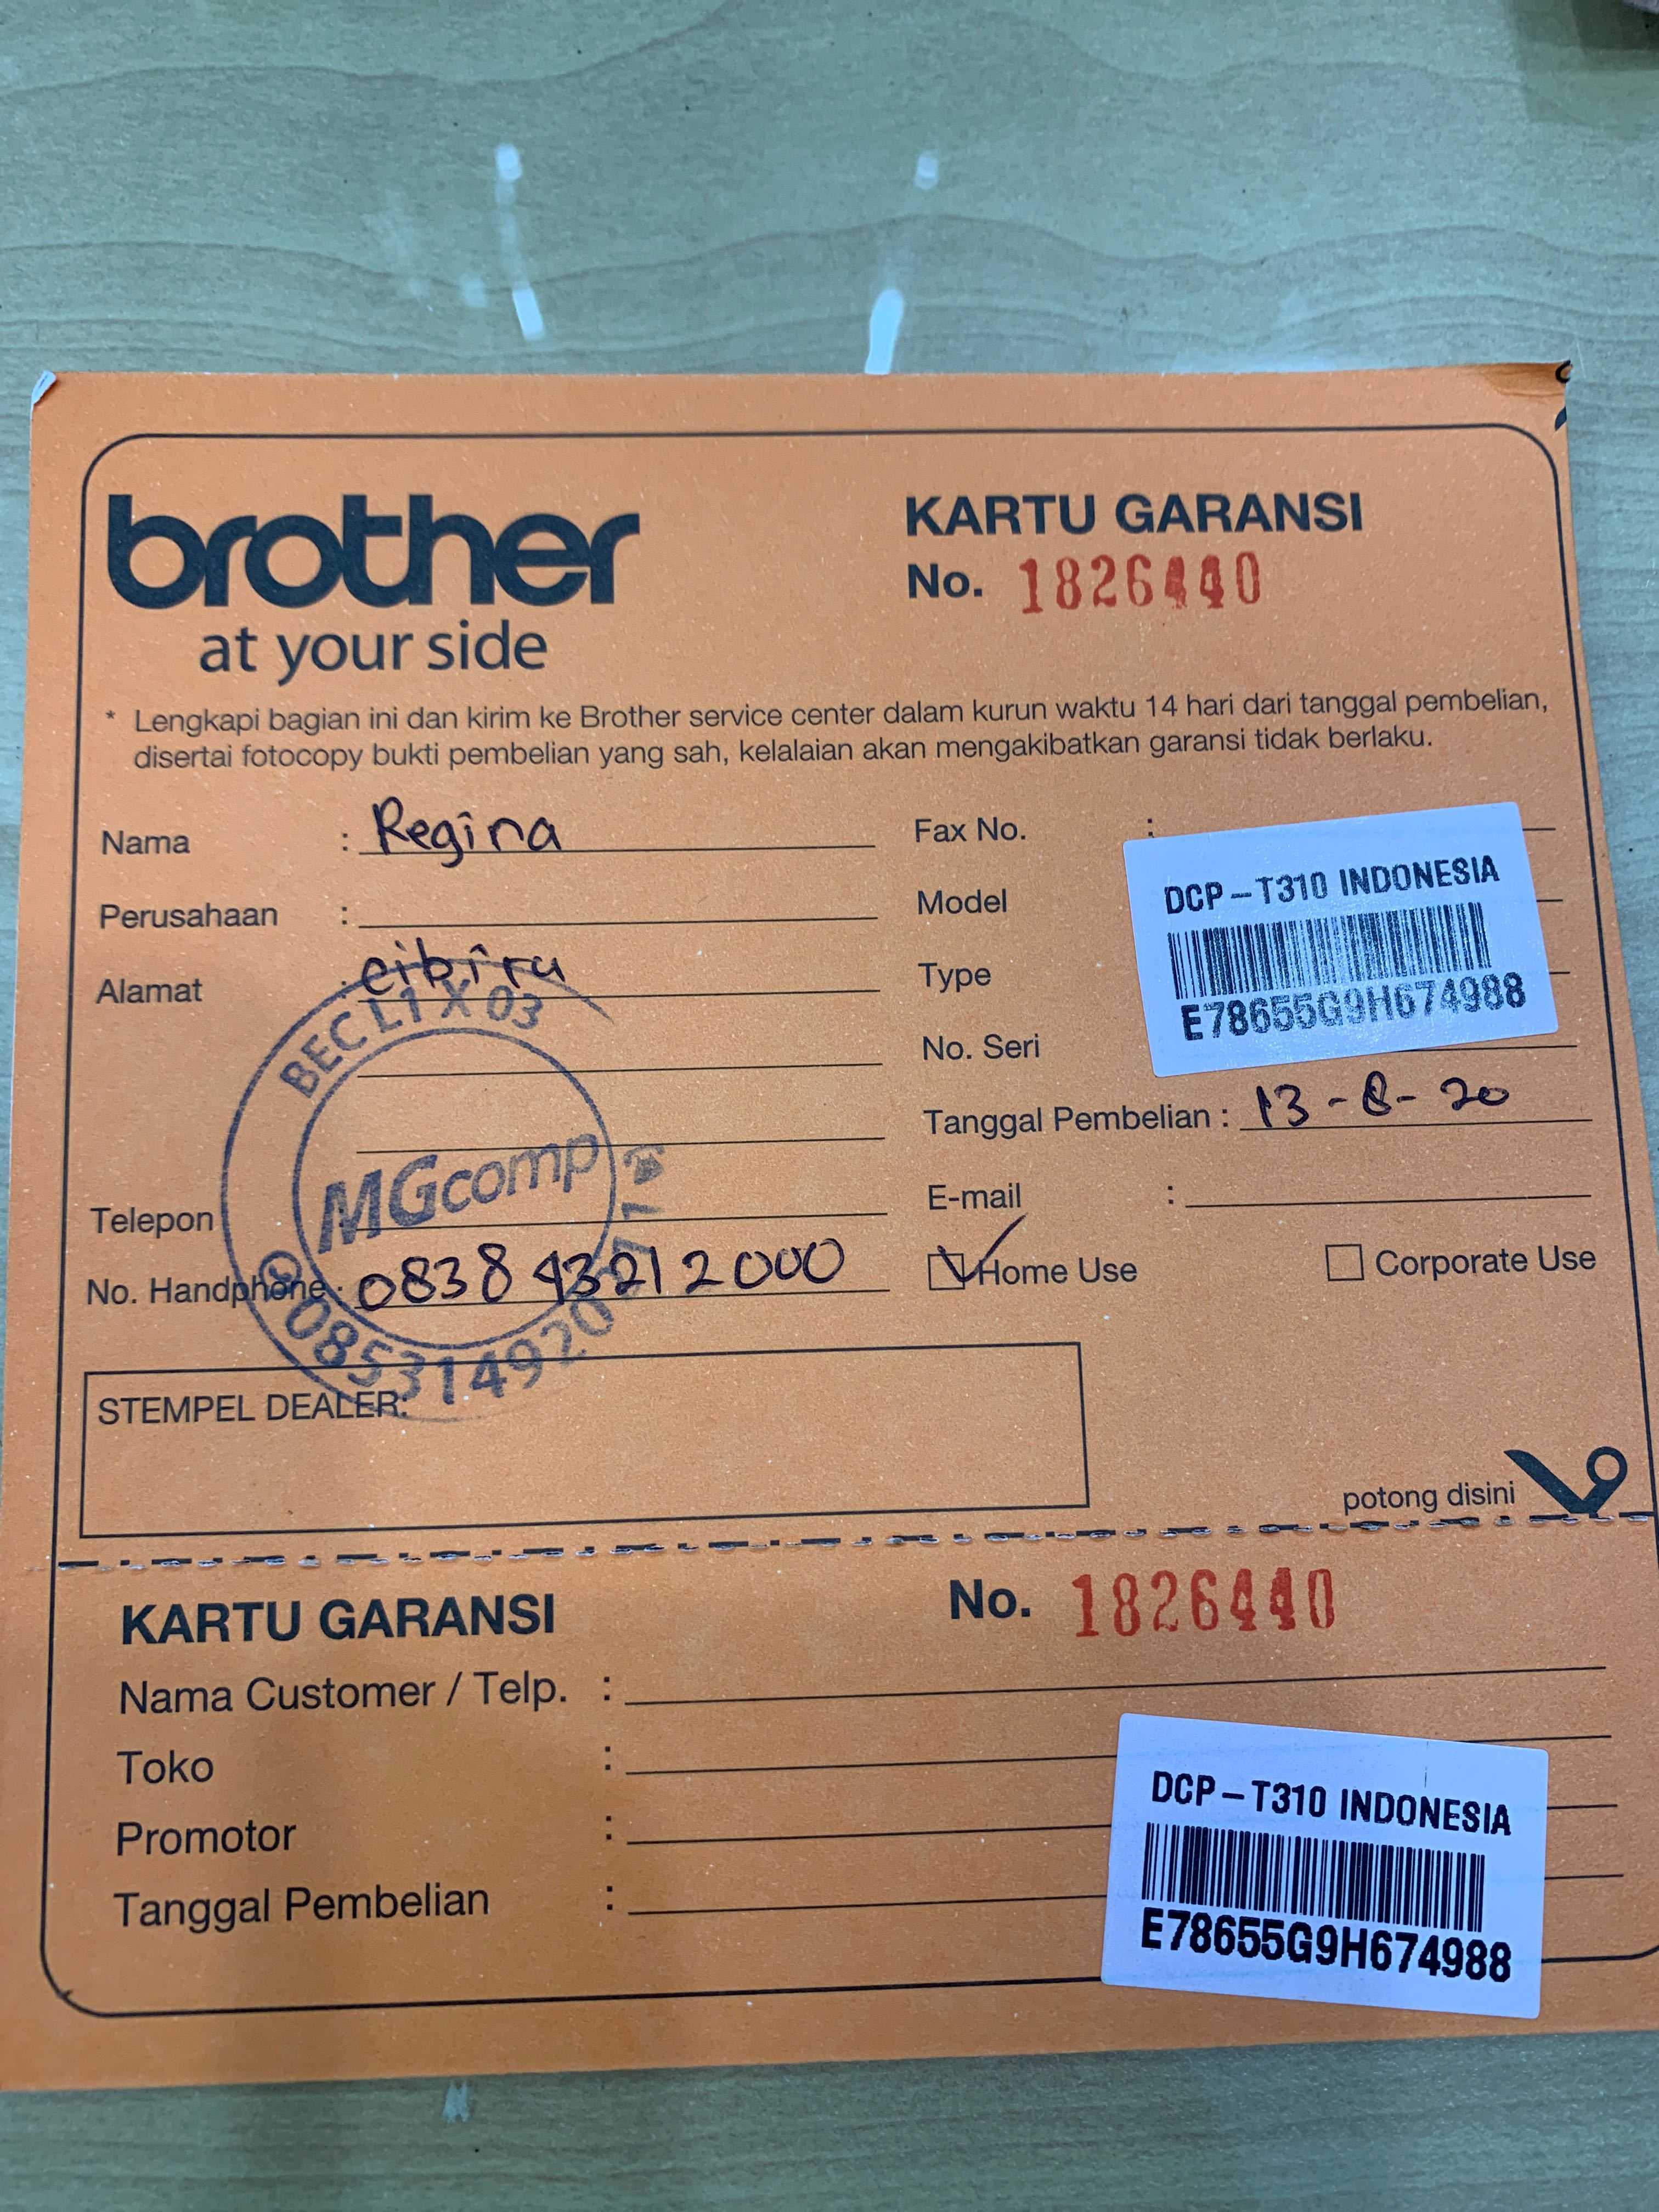 brother
at your side
KARTU GARANSI
No. 1826440
* Lengkapi bagian ini dan kirim ke Brother service center dalam kurun waktu 14 hari dari tanggal pembelian,
disertai fotocopy bukti pembelian yang sah, kelalaian akan mengakibatkan garansi tidak berlaku.
Nama : Regina
Perusahaan :
Alamat : cibiru
Telepon
No. Handphone : 083843212000
Fax No. :
Model
Type
No. Seri
DCP-T310 INDONESIA
E78655G9H674988
Tanggal Pembelian : 13-8-20
E-mail :
Home Use
Corporate Use
BEC L1 X 03
MGcomp
STEMPEL DEALER:
potong disini
KARTU GARANSI
No. 1826440
Nama Customer / Telp. :
Toko :
Promotor :
Tanggal Pembelian :
DCP-T310 INDONESIA
E78655G9H674988